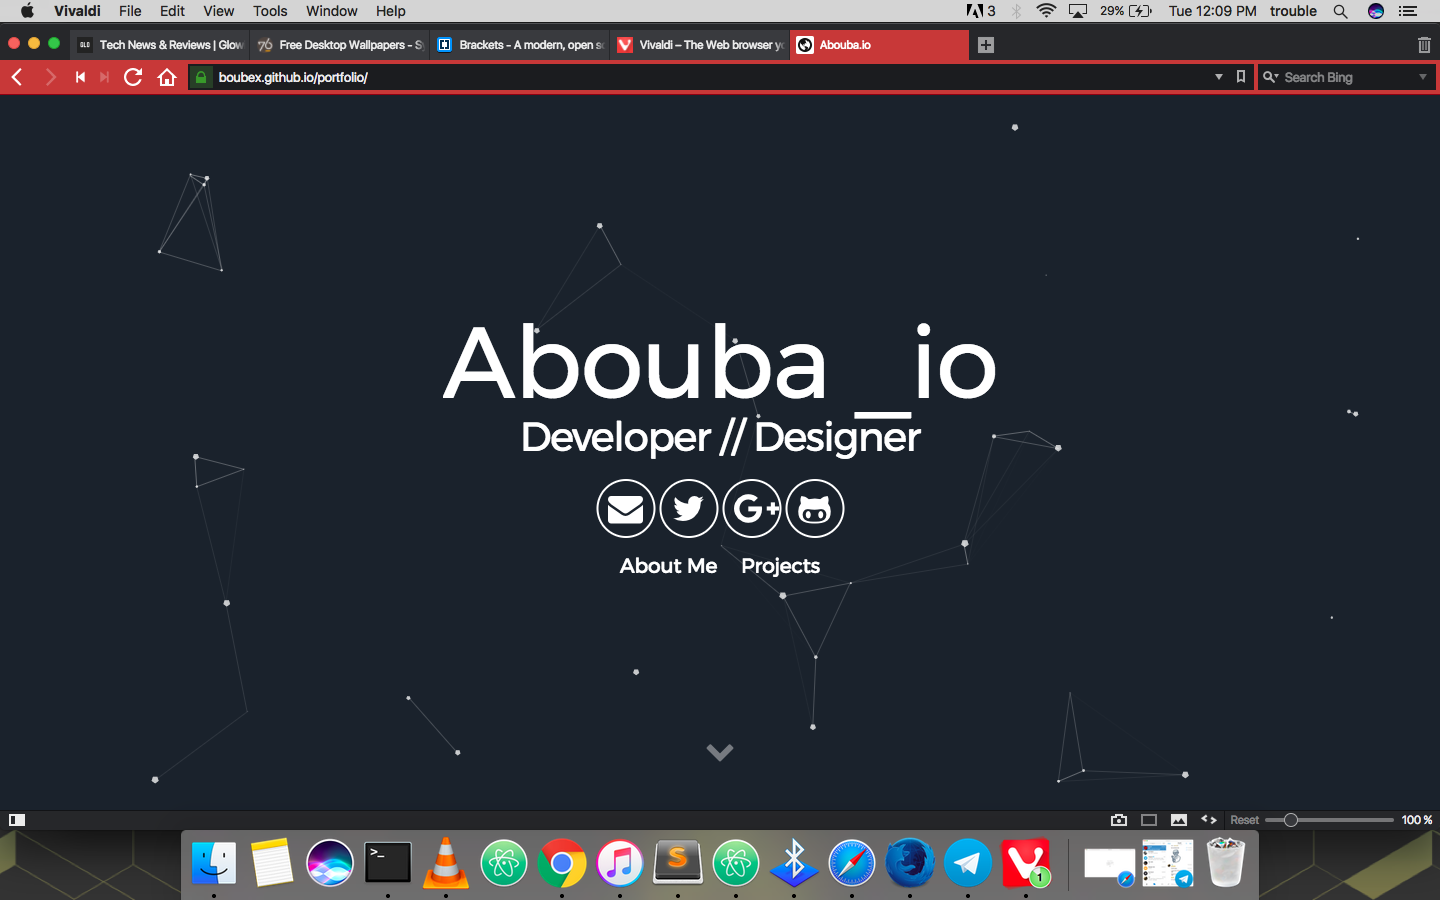 Vivaldi File Edit View Tools Window Help 3 29% Tue 12:09 PM trouble
GLO Tech News & Reviews | Glow Free Desktop Wallpapers - S Brackets - A modern, open s Vivaldi – The Web browser y Abouba.io
boubex.github.io/portfolio/ Search Bing
Abouba _io
Developer // Designer
G+
About Me Projects
Reset 100 %
>_
S
1